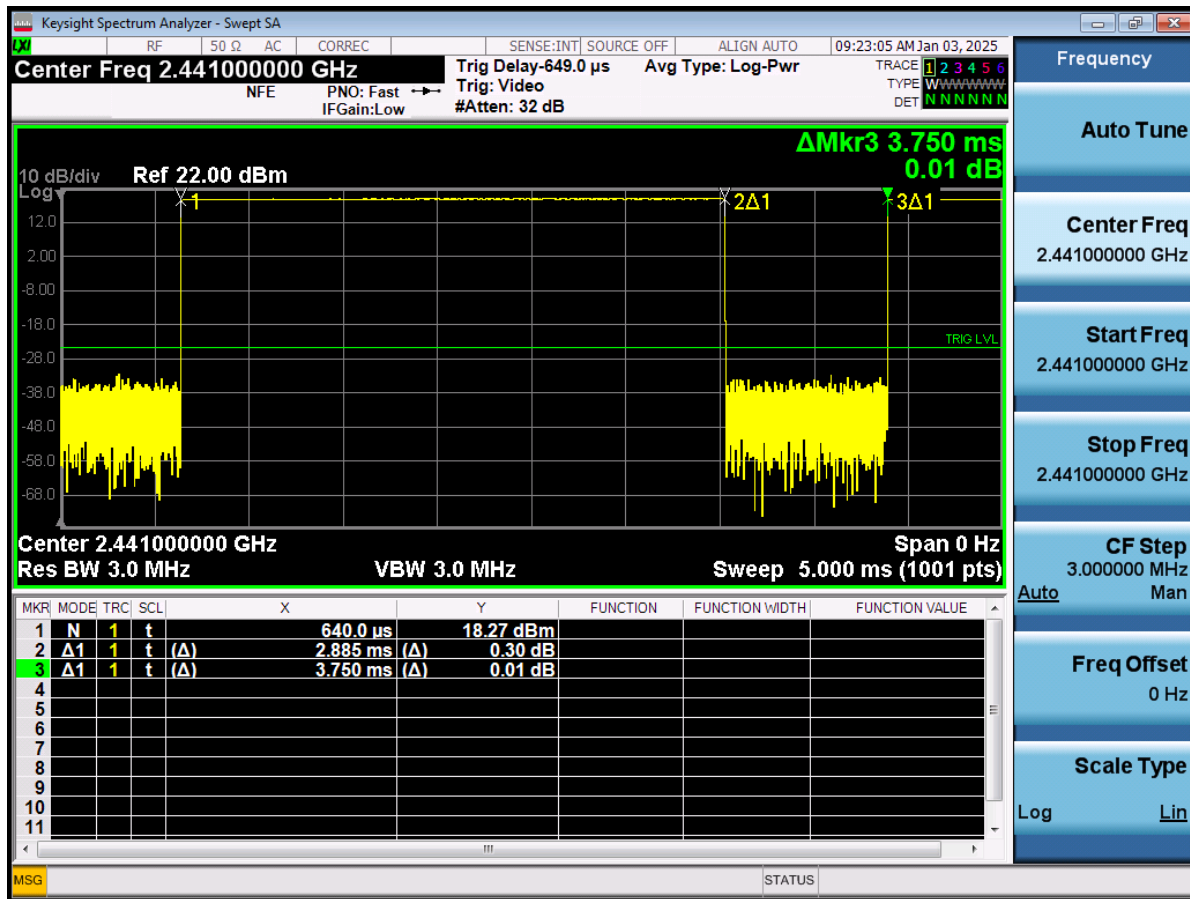 Keysight Spectrum Analyzer - Swept SA
LXI RF 50 Ω AC CORREC SENSE:INT SOURCE OFF ALIGN AUTO 09:23:05 AM Jan 03, 2025
Center Freq 2.441000000 GHz
NFE
PNO: Fast
IFGain:Low
Trig Delay-649.0 µs
Trig: Video
#Atten: 32 dB
Avg Type: Log-Pwr
TRACE 1 2 3 4 5 6
TYPE W W W W W W
DET N N N N N N
ΔMkr3 3.750 ms
0.01 dB
10 dB/div Ref 22.00 dBm
Log
1
2Δ1
3Δ1
12.0
2.00
-8.00
-18.0
TRIG LVL
-28.0
-38.0
-48.0
-58.0
-68.0
Center 2.441000000 GHz Span 0 Hz
Res BW 3.0 MHz VBW 3.0 MHz Sweep 5.000 ms (1001 pts)
MKR MODE TRC SCL X Y FUNCTION FUNCTION WIDTH FUNCTION VALUE
1 N 1 t 640.0 µs 18.27 dBm
2 Δ1 1 t (Δ) 2.885 ms (Δ) 0.30 dB
3 Δ1 1 t (Δ) 3.750 ms (Δ) 0.01 dB
4
5
6
7
8
9
10
11
MSG STATUS
Frequency
Auto Tune
Center Freq
2.441000000 GHz
Start Freq
2.441000000 GHz
Stop Freq
2.441000000 GHz
CF Step
3.000000 MHz
Auto Man
Freq Offset
0 Hz
Scale Type
Log Lin